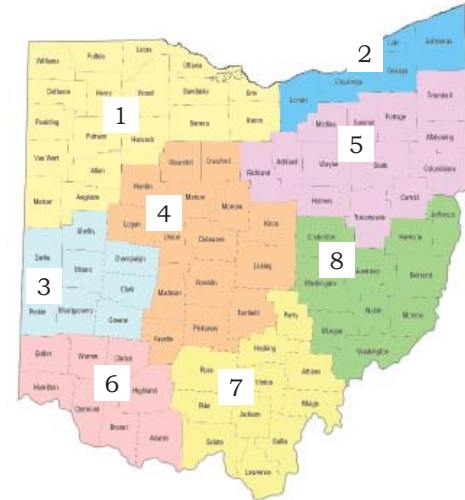 Williams
Fulton
Lucas
Ottawa
Defiance
Henry
Wood
Sandusky
Erie
Paulding
Putnam
Hancock
Seneca
Huron
Van Wert
Allen
Mercer
Auglaize
1
2
Lake
Ashtabula
Geauga
Cuyahoga
Lorain
Trumbull
Medina
Summit
Portage
Mahoning
5
Ashland
Richland
Wayne
Stark
Columbiana
Holmes
Carroll
Tuscarawas
Wyandot
Crawford
Hardin
Marion
Morrow
4
Logan
Union
Delaware
Knox
Licking
Madison
Franklin
Fairfield
Pickaway
Fayette
Shelby
Darke
Miami
Champaign
3
Clark
Preble
Montgomery
Greene
Jefferson
Coshocton
Harrison
8
Guernsey
Belmont
Muskingum
Noble
Monroe
Morgan
Washington
Butler
Warren
Clinton
Hamilton
6
Highland
Clermont
Brown
Adams
Perry
Hocking
Ross
Athens
Vinton
7
Pike
Jackson
Meigs
Scioto
Gallia
Lawrence